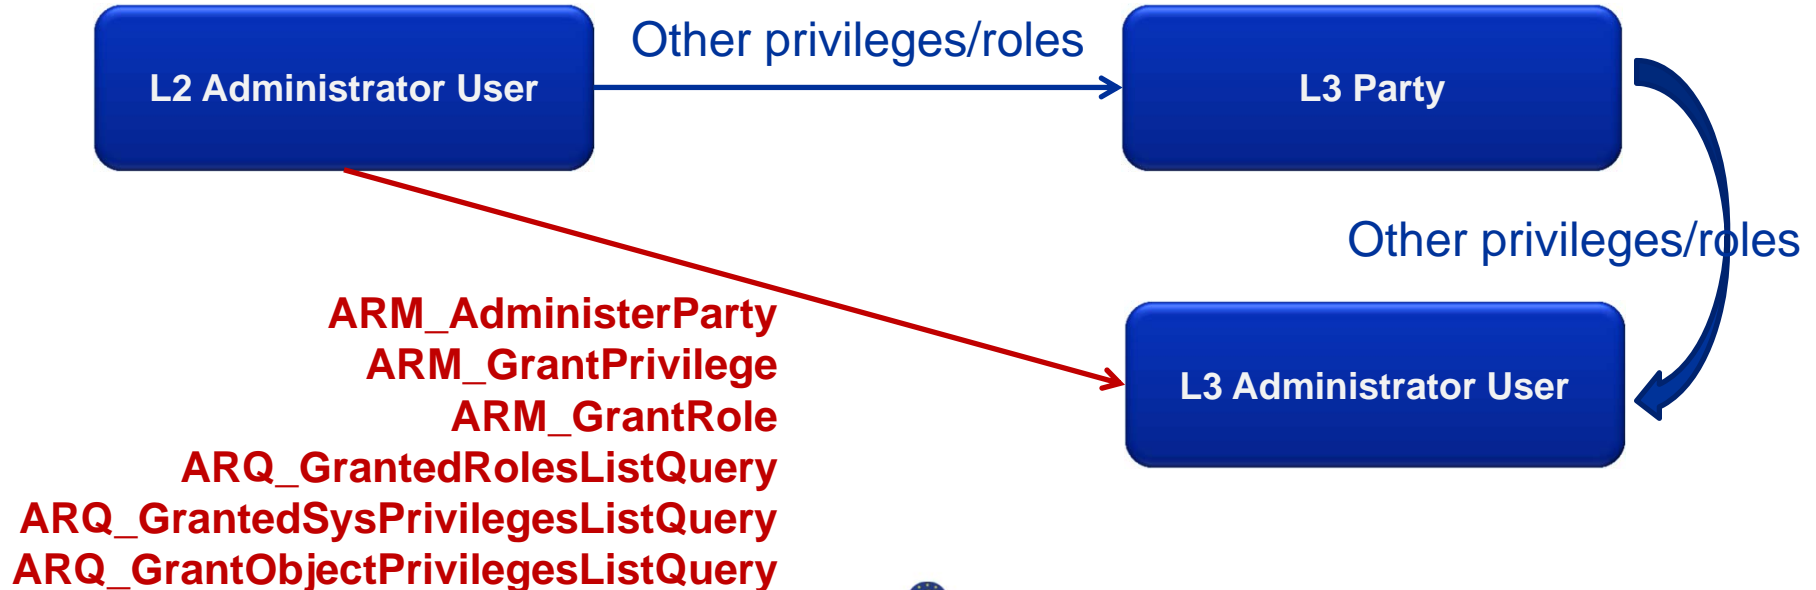 Other privileges/roles
L2 Administrator User
L3 Party
Other privileges/roles
ARM_AdministerParty
ARM_GrantPrivilege
ARM_GrantRole
L3 Administrator User
ARQ_GrantedRolesListQuery
ARQ_GrantedSysPrivilegesListQuery
ARQ_GrantObjectPrivilegesListQuery